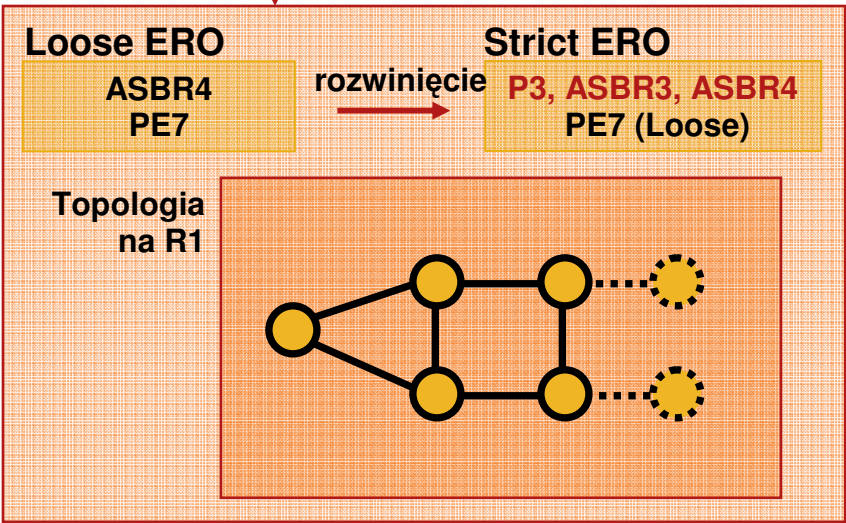 Loose ERO
ASBR4
PE7
rozwinięcie
Strict ERO
P3, ASBR3, ASBR4
PE7 (Loose)
Topologia
na R1